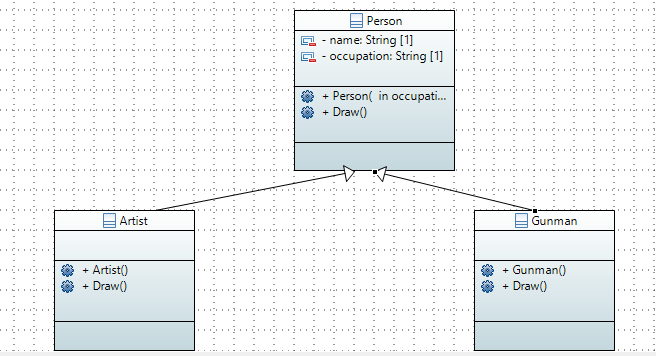 Person
- name: String [1]
- occupation: String [1]
+ Person( in occupati...
+ Draw()
Artist
+ Artist()
+ Draw()
Gunman
+ Gunman()
+ Draw()